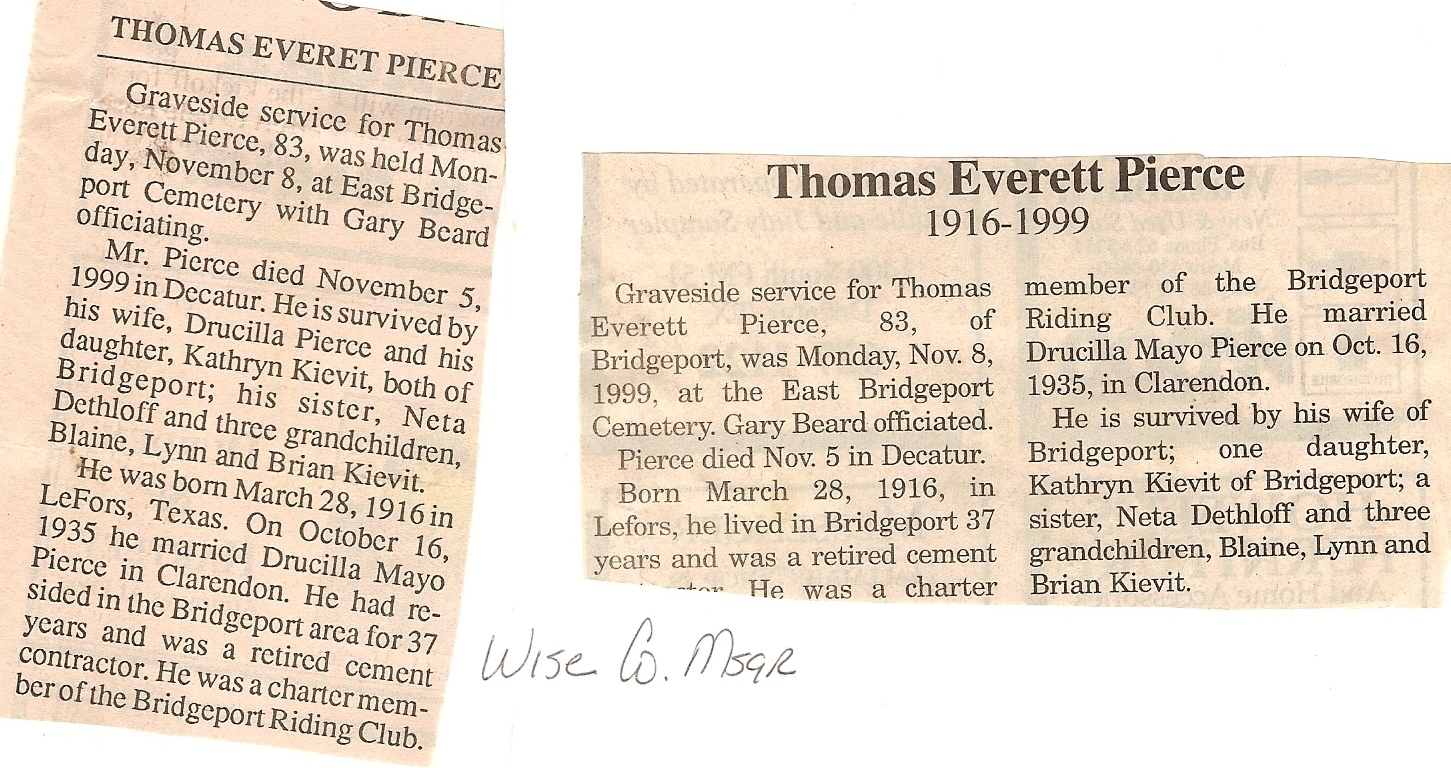 THOMAS EVERET PIERCE
Graveside service for Thomas
Everett Pierce, 83, was held Mon-
day, November 8, at East Bridge-
port Cemetery with Gary Beard
officiating.
Mr. Pierce died November 5,
1999 in Decatur. He is survived by
his wife, Drucilla Pierce and his
daughter, Kathryn Kievit, both of
Bridgeport; his sister, Neta
Dethloff and three grandchildren,
Blaine, Lynn and Brian Kievit.
He was born March 28, 1916 in
LeFors, Texas. On October 16,
1935 he married Drucilla Mayo
Pierce in Clarendon. He had re-
sided in the Bridgeport area for 37
years and was a retired cement
contractor. He was a charter mem-
ber of the Bridgeport Riding Club.
Thomas Everett Pierce
1916-1999
Graveside service for Thomas
Everett Pierce, 83, of
Bridgeport, was Monday, Nov. 8,
1999, at the East Bridgeport
Cemetery. Gary Beard officiated.
Pierce died Nov. 5 in Decatur.
Born March 28, 1916, in
Lefors, he lived in Bridgeport 37
years and was a retired cement
He was a charter
member of the Bridgeport
Riding Club. He married
Drucilla Mayo Pierce on Oct. 16,
1935, in Clarendon.
He is survived by his wife of
Bridgeport; one daughter,
Kathryn Kievit of Bridgeport; a
sister, Neta Dethloff and three
grandchildren, Blaine, Lynn and
Brian Kievit.
Wise Co. Msgr